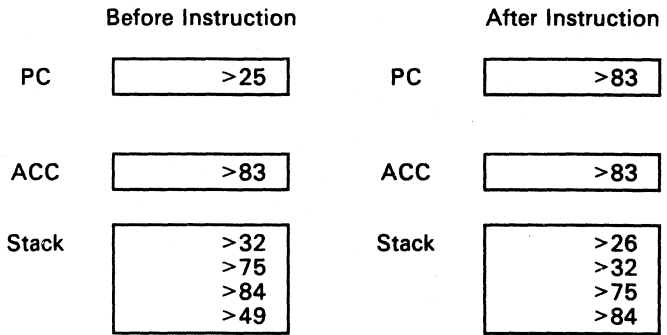 Before Instruction After Instruction
PC >25 PC >83
ACC >83 ACC >83
Stack >32 Stack >26
>75 >32
>84 >75
>49 >84